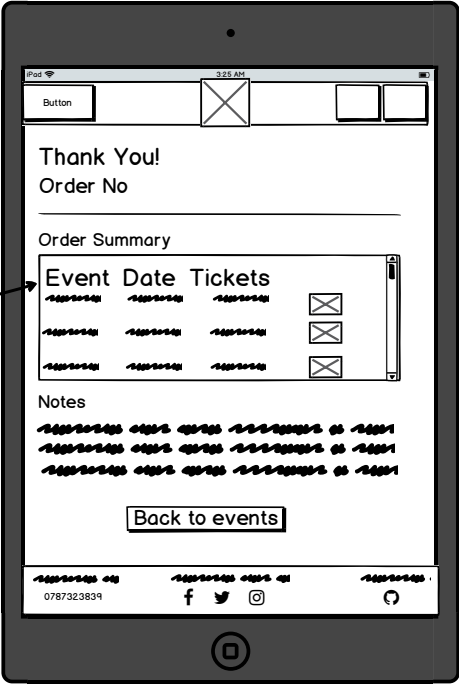 iPad 3:25 AM
Button
Thank You!
Order No
Order Summary
Event Date Tickets
Notes
Back to events
0787323839